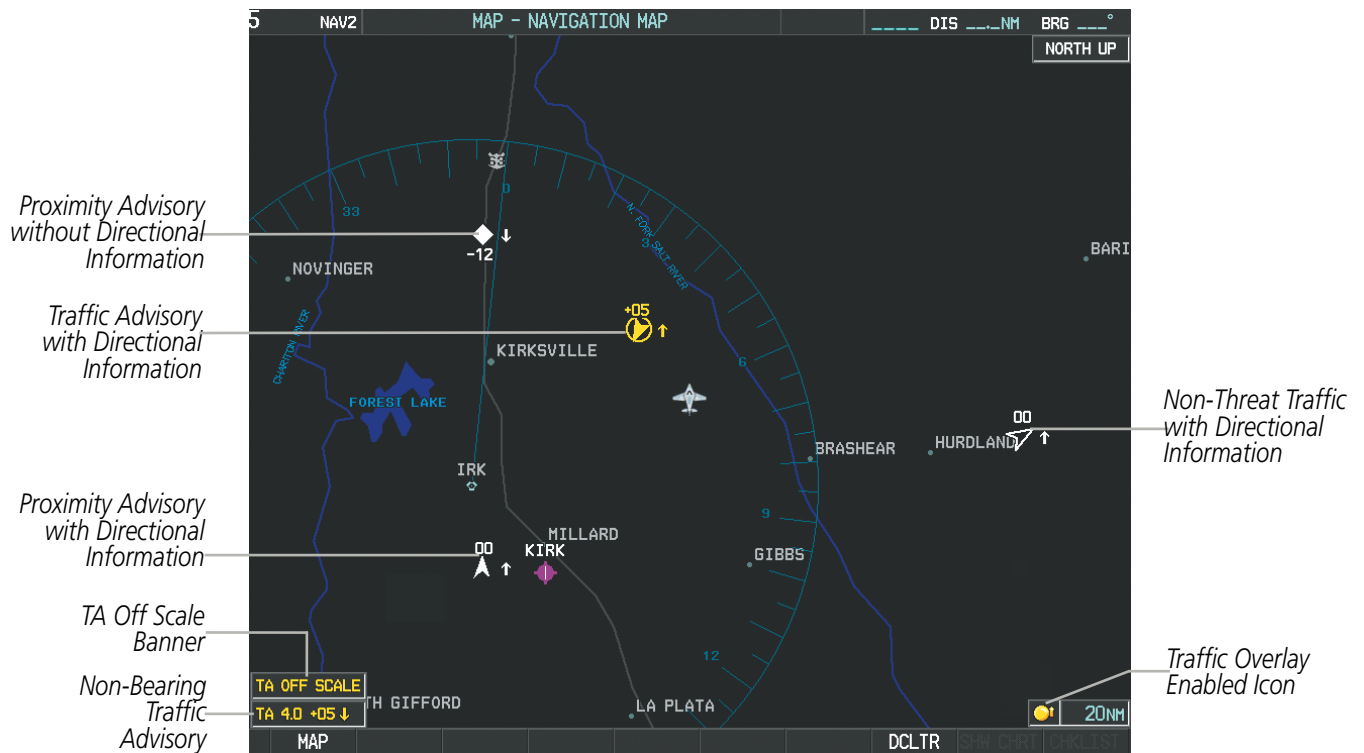 5 NAV2 MAP - NAVIGATION MAP ____ DIS __._NM BRG ___°
NORTH UP
Proximity Advisory
without Directional
Information
33
0
N. FORK SALT RIVER
3
-12
NOVINGER
BARI
Traffic Advisory
with Directional
Information
CHARITON RIVER
+05
KIRKSVILLE
6
FOREST LAKE
Non-Threat Traffic
with Directional
Information
00
HURDLAND
BRASHEAR
IRK
9
Proximity Advisory
with Directional
Information
00
MILLARD
KIRK
GIBBS
12
TA Off Scale
Banner
TA OFF SCALE
Non-Bearing
Traffic
Advisory
TA 4.0 +05 ↓
TH GIFFORD
LA PLATA
Traffic Overlay
Enabled Icon
20NM
MAP DCLTR SHW CHRT CHKLIST